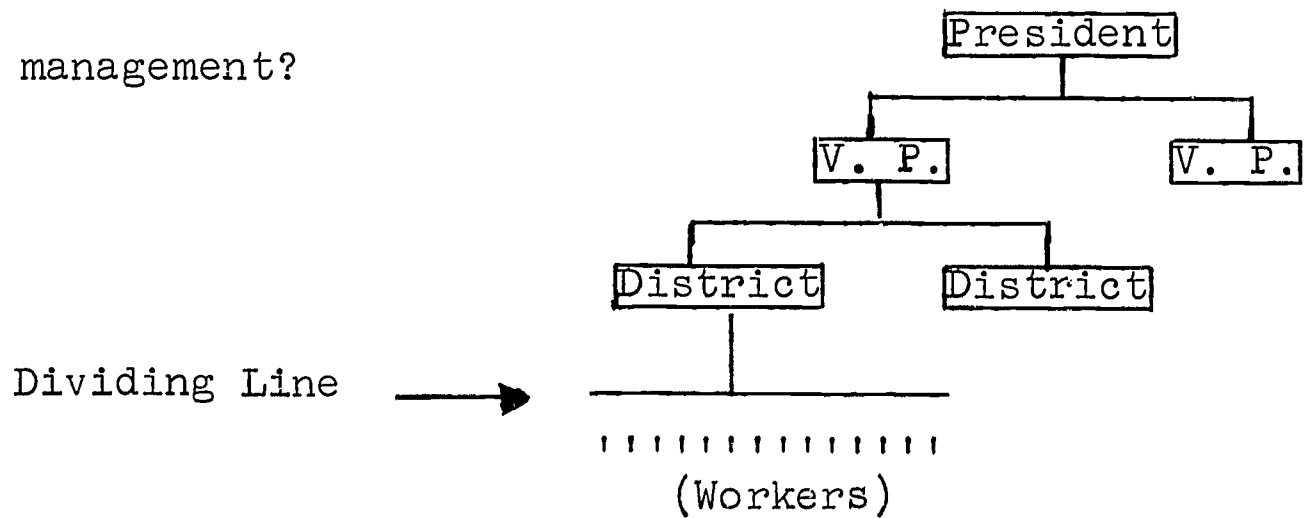 President
management?
V. P. V. P.
District District
Dividing Line
(Workers)